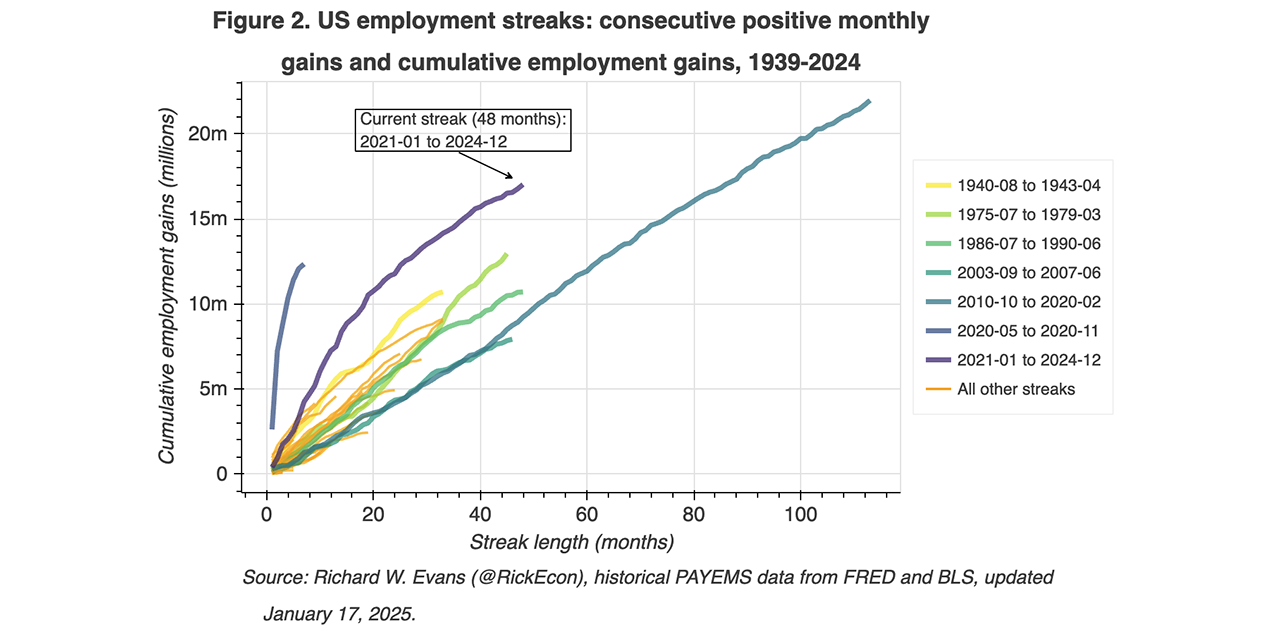 Figure 2. US employment streaks: consecutive positive monthly
gains and cumulative employment gains, 1939-2024
Cumulative employment gains (millions)
20m
15m
10m
5m
0
Current streak (48 months):
2021-01 to 2024-12
1940-08 to 1943-04
1975-07 to 1979-03
1986-07 to 1990-06
2003-09 to 2007-06
2010-10 to 2020-02
2020-05 to 2020-11
2021-01 to 2024-12
All other streaks
0 20 40 60 80 100
Streak length (months)
Source: Richard W. Evans (@RickEcon), historical PAYEMS data from FRED and BLS, updated
January 17, 2025.